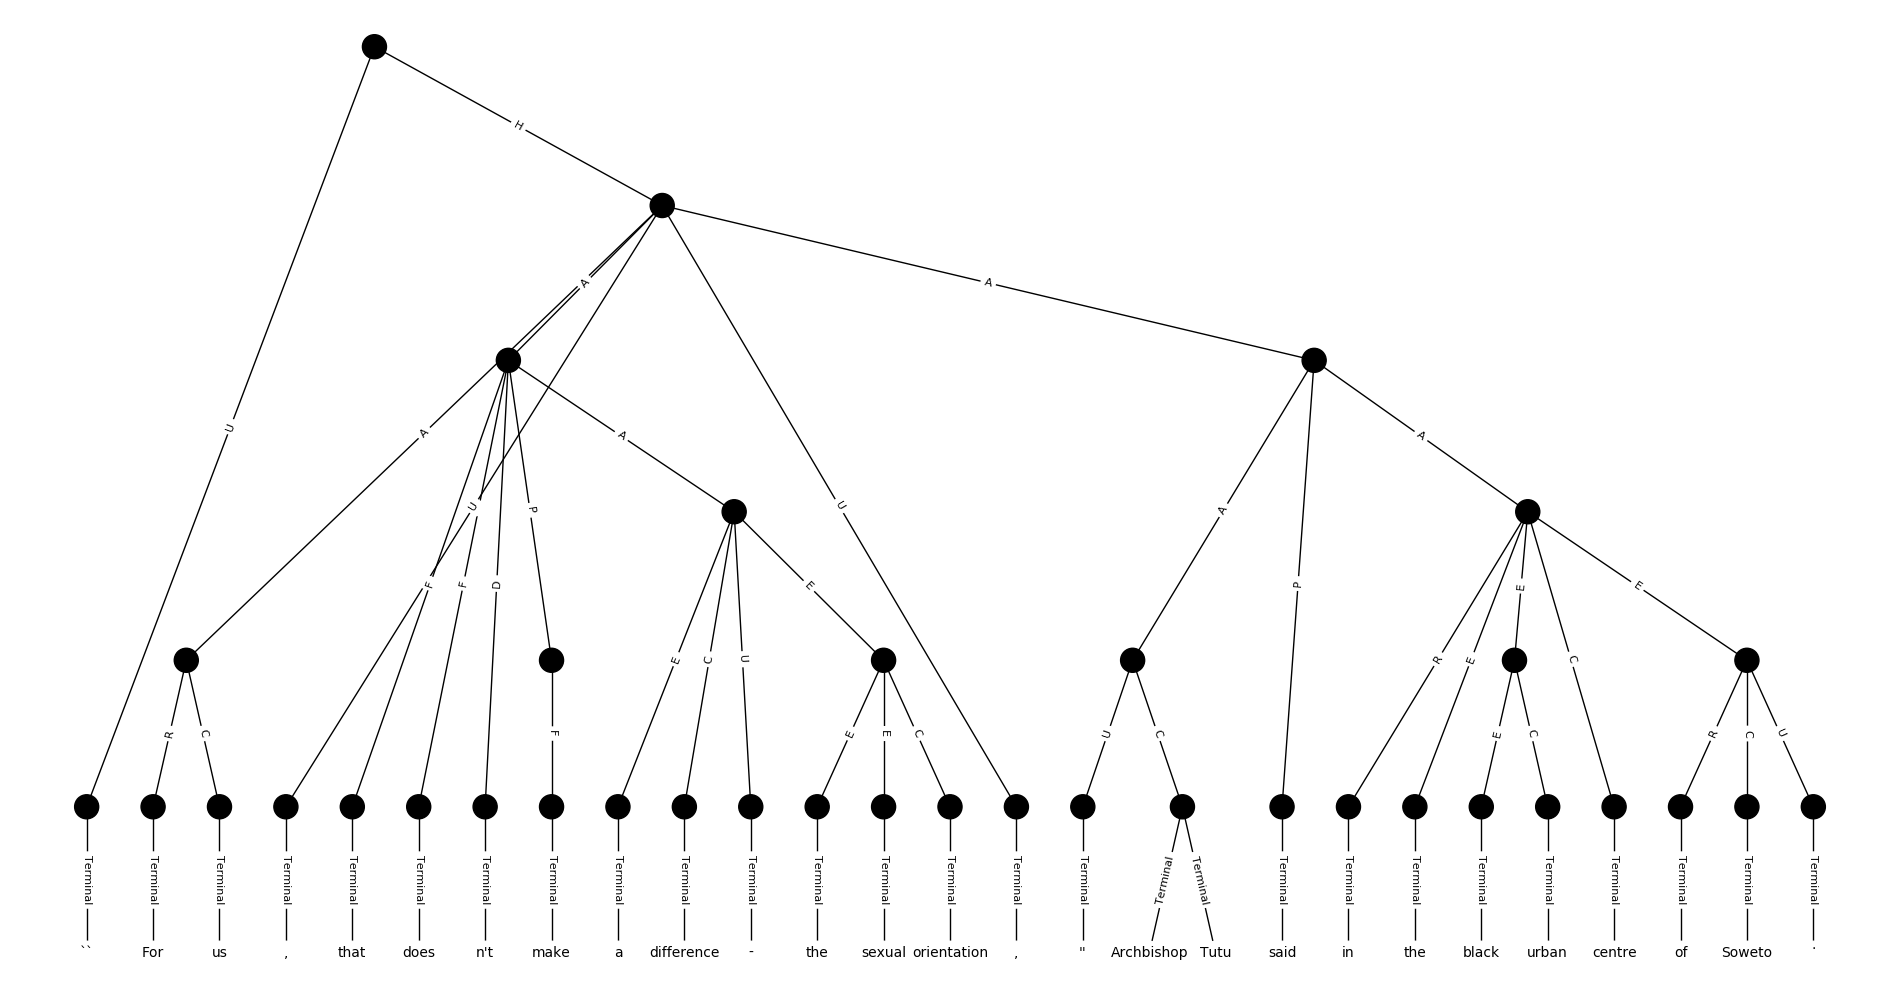 H
A
A
U
A
A
A
U
P
U
A
F
F
D
P
E
E
E
R
E
C
U
E
C
R
C
F
E
E
C
U
C
E
C
R
C
U
Terminal Terminal Terminal Terminal Terminal Terminal Terminal Terminal Terminal Terminal Terminal Terminal Terminal Terminal Terminal Terminal Terminal Terminal Terminal Terminal Terminal Terminal Terminal Terminal Terminal Terminal Terminal Terminal
`` For us , that does n't make a difference - the sexual orientation , " Archbishop Tutu said in the black urban centre of Soweto .